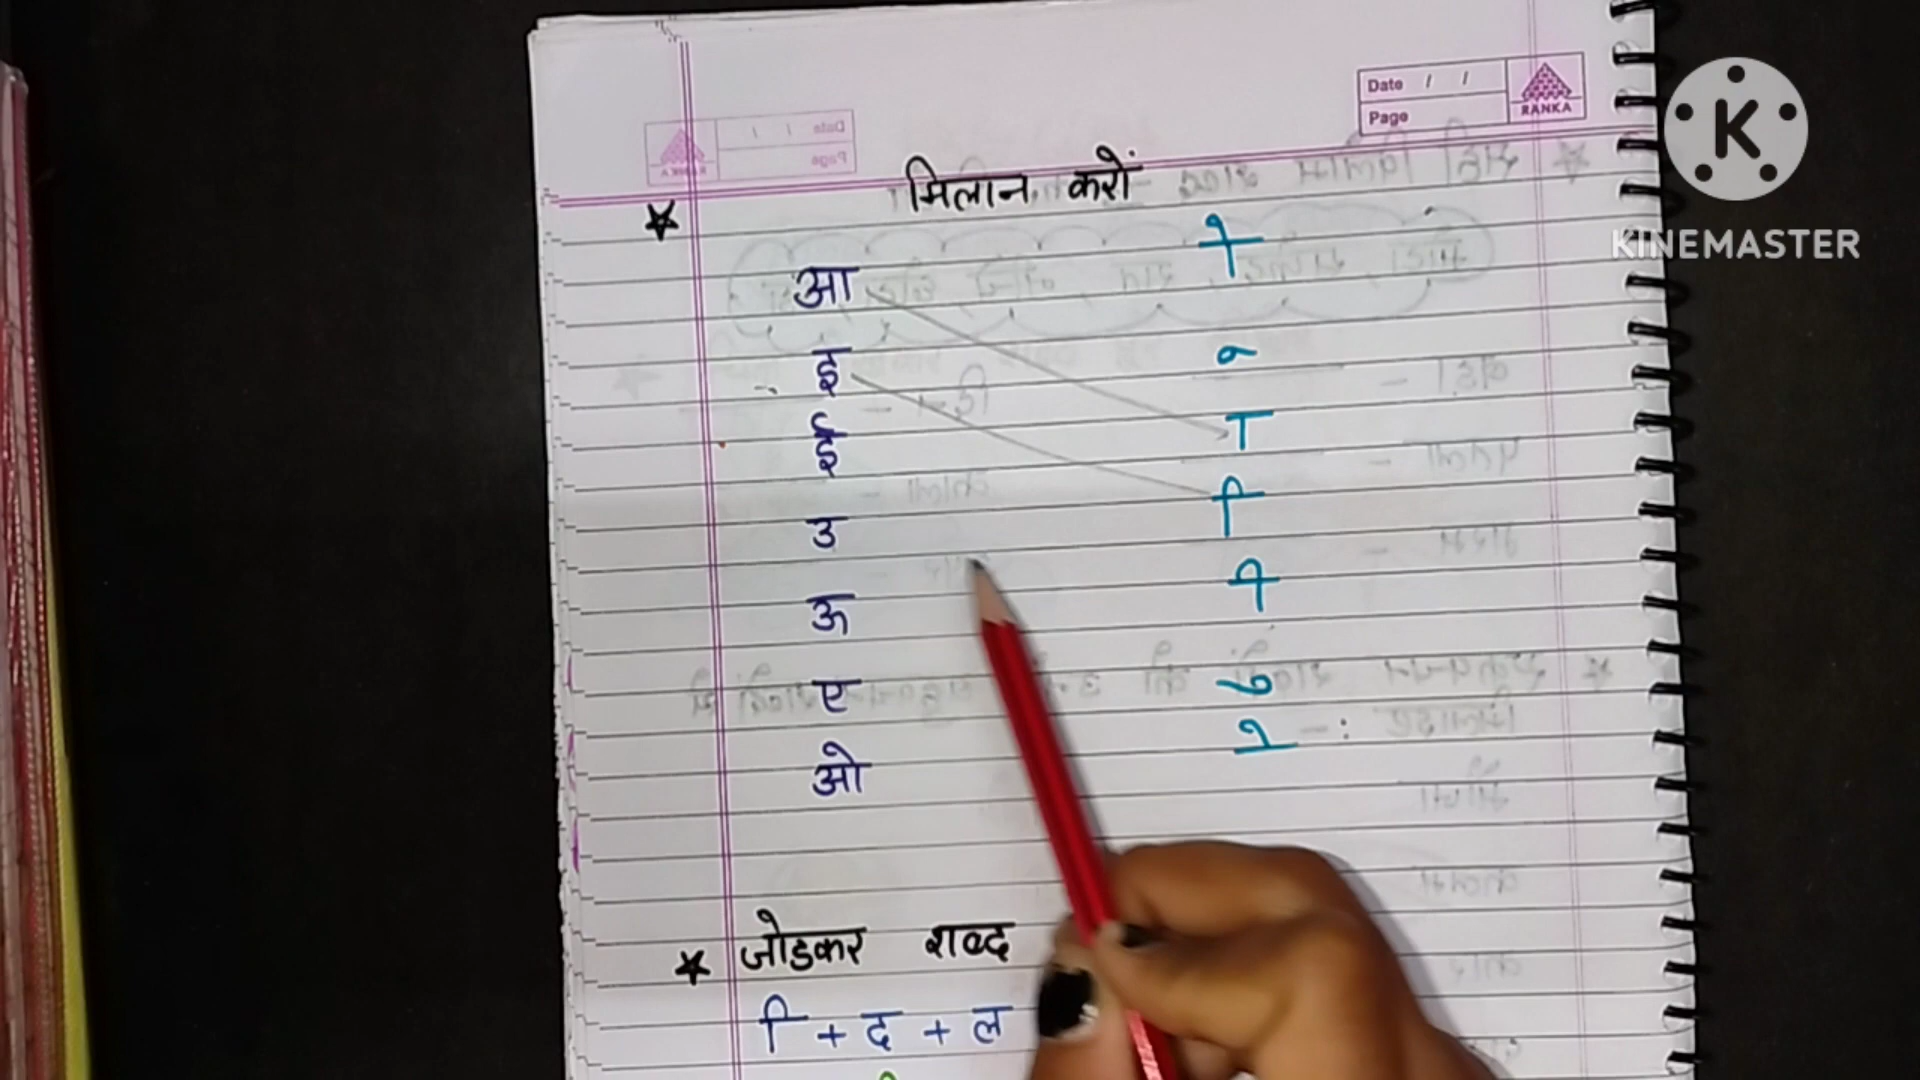 Date / /
Page
RANKA
KINEMASTER
मिलान करों
आ ो
इ े
ई ा
उ ि
ऊ ी
ए ु
ओ ू
जोडकर शब्द
ि + द + ल